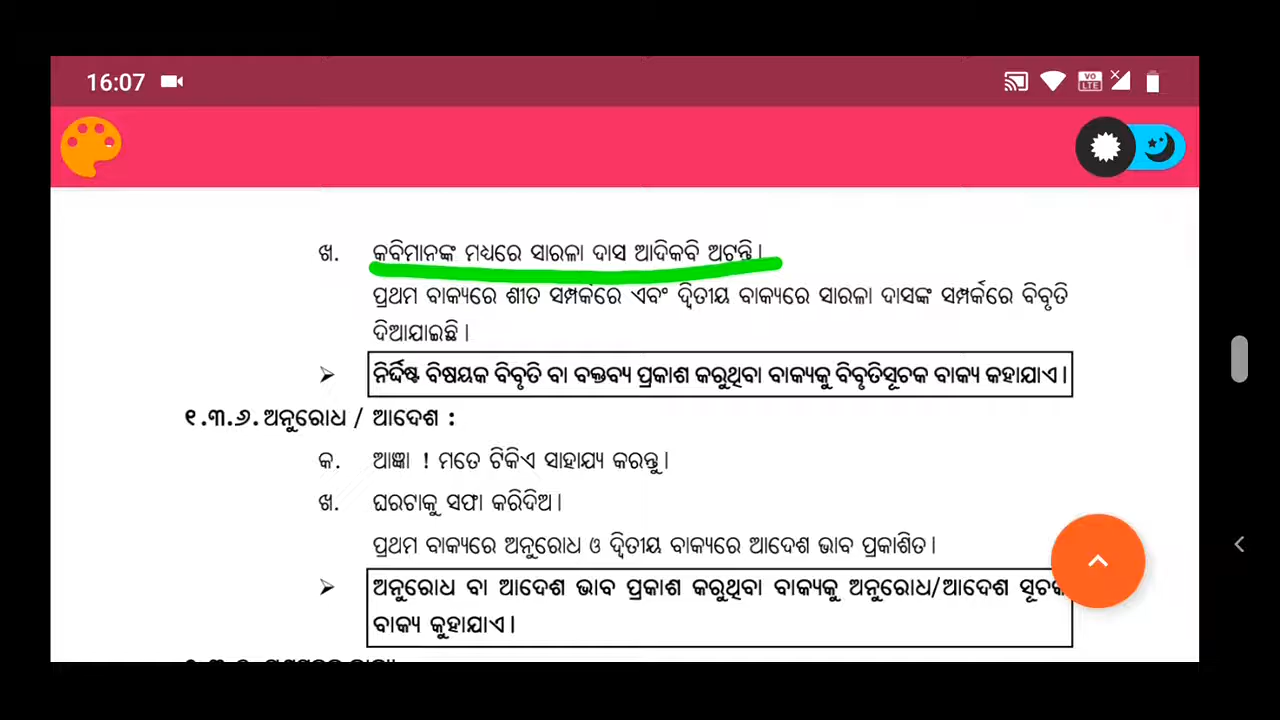 16:07
VO LTE
ଖ. କବିମାନଙ୍କ ମଧ୍ୟରେ ସାରଳା ଦାସ ଆଦିକବି ଅଟନ୍ତି।
ପ୍ରଥମ ବାକ୍ୟରେ ଶୀତ ସମ୍ପର୍କରେ ଏବଂ ଦ୍ୱିତୀୟ ବାକ୍ୟରେ ସାରଳା ଦାସଙ୍କ ସମ୍ପର୍କରେ ବିବୃତି
ଦିଆଯାଇଛି।
➢ ନିର୍ଦ୍ଦିଷ୍ଟ ବିଷୟକ ବିବୃତି ବା ବକ୍ତବ୍ୟ ପ୍ରକାଶ କରୁଥିବା ବାକ୍ୟକୁ ବିବୃତିସୂଚକ ବାକ୍ୟ କହାଯାଏ।
୧.୩.୬. ଅନୁରୋଧ / ଆଦେଶ :
କ. ଆଜ୍ଞା ! ମତେ ଟିକିଏ ସାହାଯ୍ୟ କରନ୍ତୁ।
ଖ. ଘରଟାକୁ ସଫା କରିଦିଅ।
ପ୍ରଥମ ବାକ୍ୟରେ ଅନୁରୋଧ ଓ ଦ୍ୱିତୀୟ ବାକ୍ୟରେ ଆଦେଶ ଭାବ ପ୍ରକାଶିତ।
➢ ଅନୁରୋଧ ବା ଆଦେଶ ଭାବ ପ୍ରକାଶ କରୁଥିବା ବାକ୍ୟକୁ ଅନୁରୋଧ/ଆଦେଶ ସୂଚକ
ବାକ୍ୟ କୁହାଯାଏ।